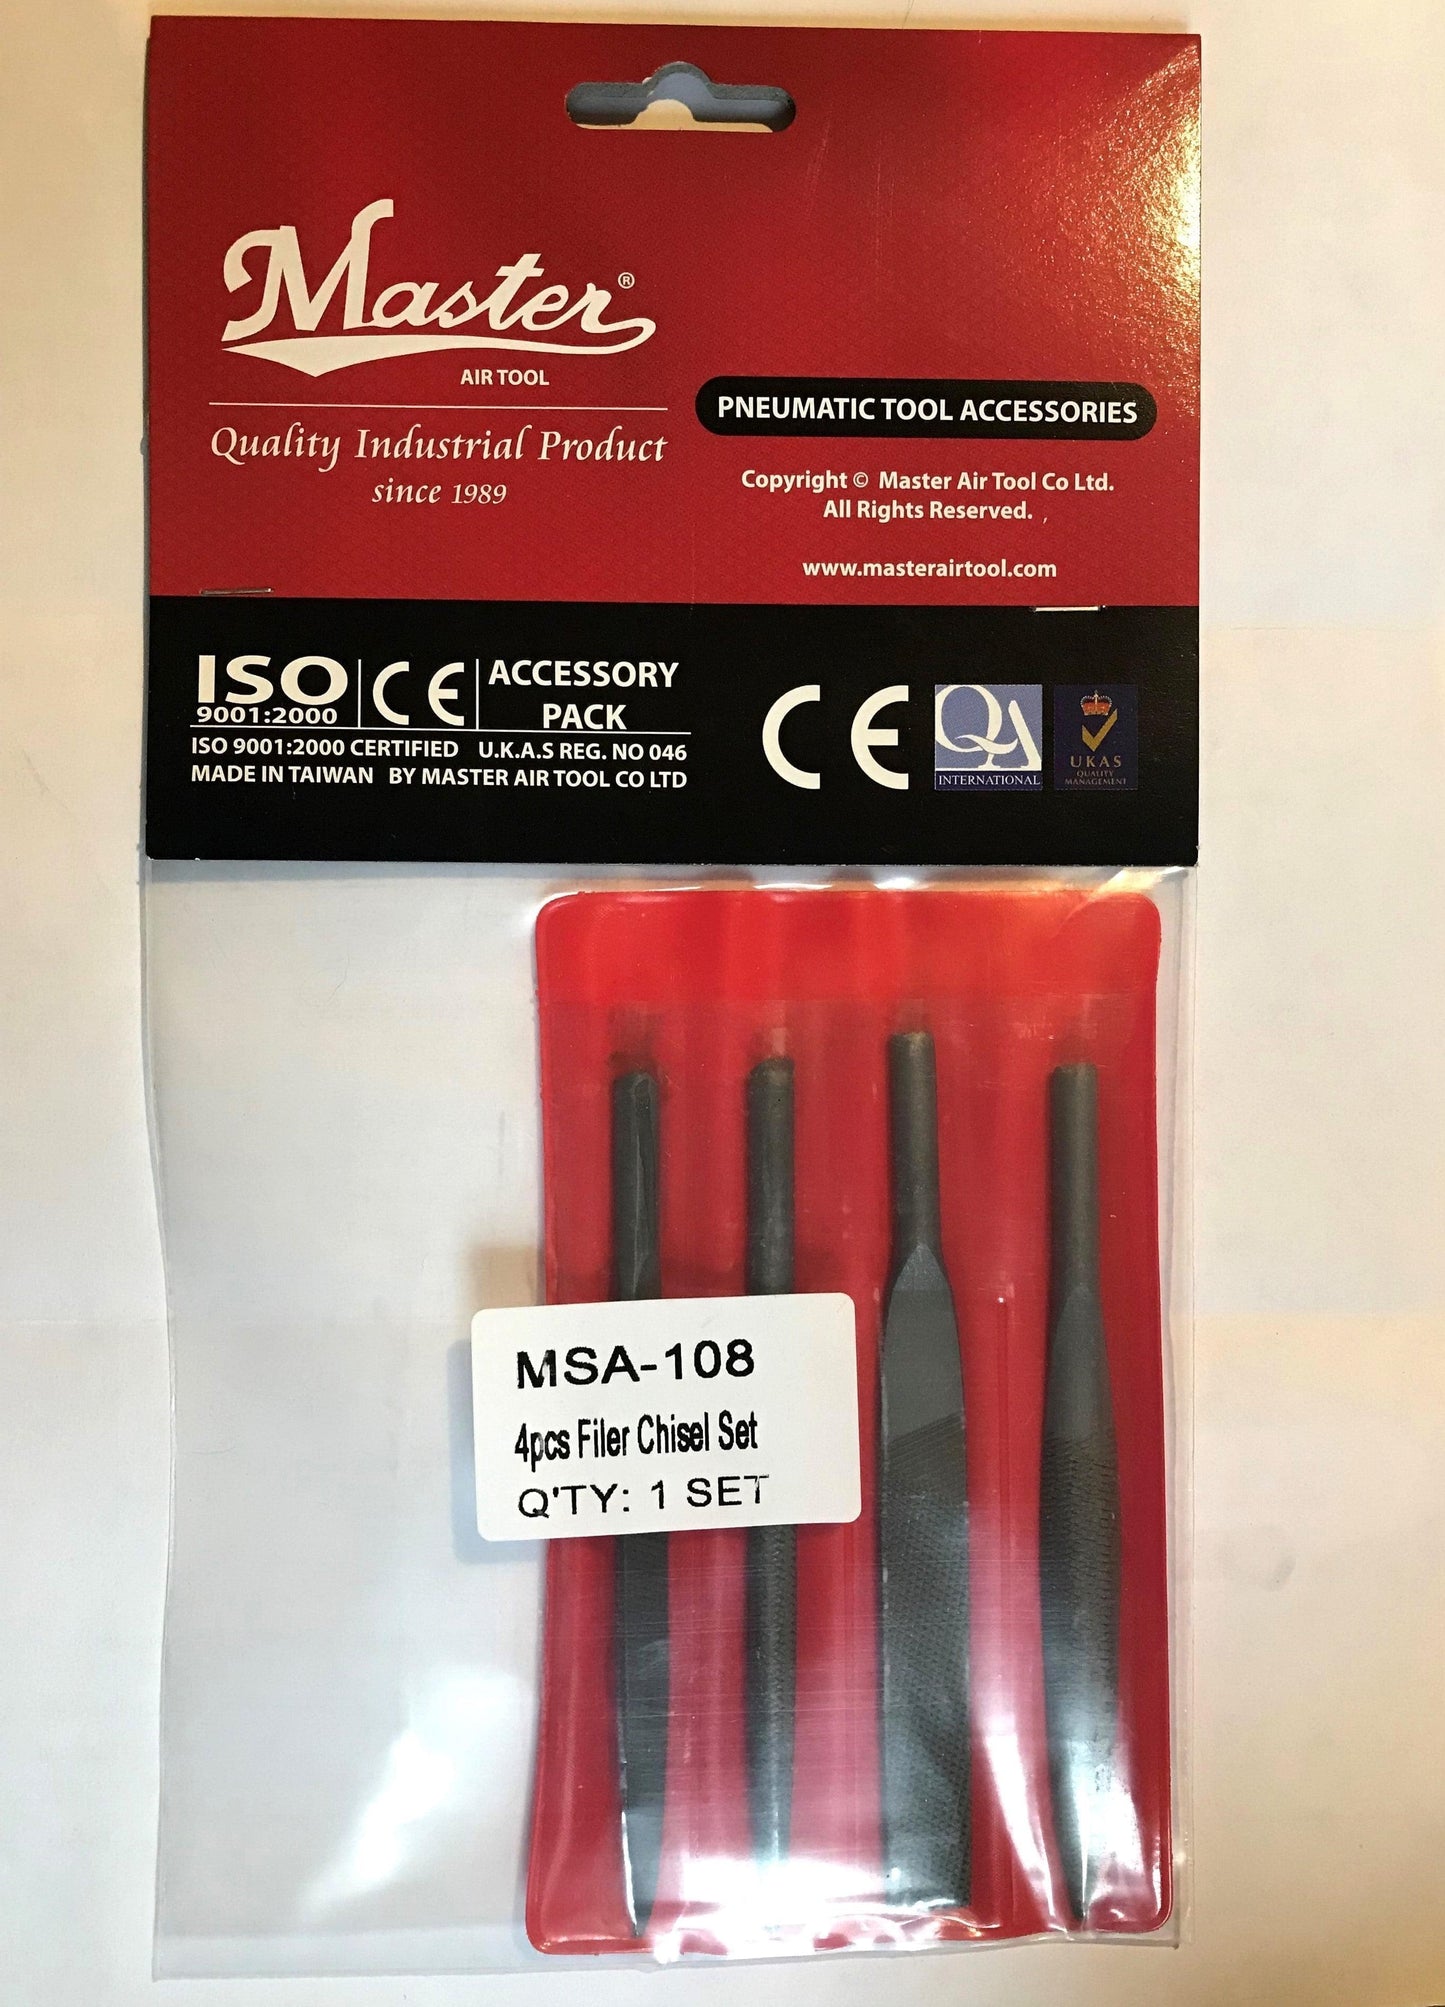 Master®
AIR TOOL
Quality Industrial Product
since 1989
PNEUMATIC TOOL ACCESSORIES
Copyright © Master Air Tool Co Ltd.
All Rights Reserved.
www.masterairtool.com
ISO
9001:2000
CE
ACCESSORY
PACK
ISO 9001:2000 CERTIFIED U.K.A.S REG. NO 046
MADE IN TAIWAN BY MASTER AIR TOOL CO LTD
CE
QA
INTERNATIONAL
UKAS
QUALITY
MANAGEMENT
MSA-108
4pcs Filer Chisel Set
Q'TY: 1 SET